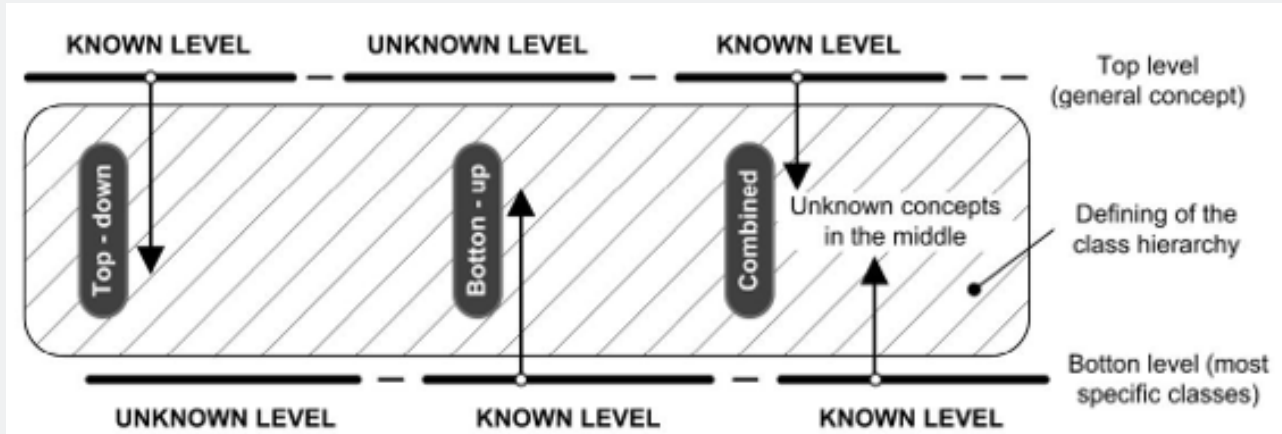 KNOWN LEVEL
UNKNOWN LEVEL
KNOWN LEVEL
Top level
(general concept)
Top - down
Botton - up
Combined
Unknown concepts
in the middle
Defining of the
class hierarchy
Botton level (most
specific classes)
UNKNOWN LEVEL
KNOWN LEVEL
KNOWN LEVEL